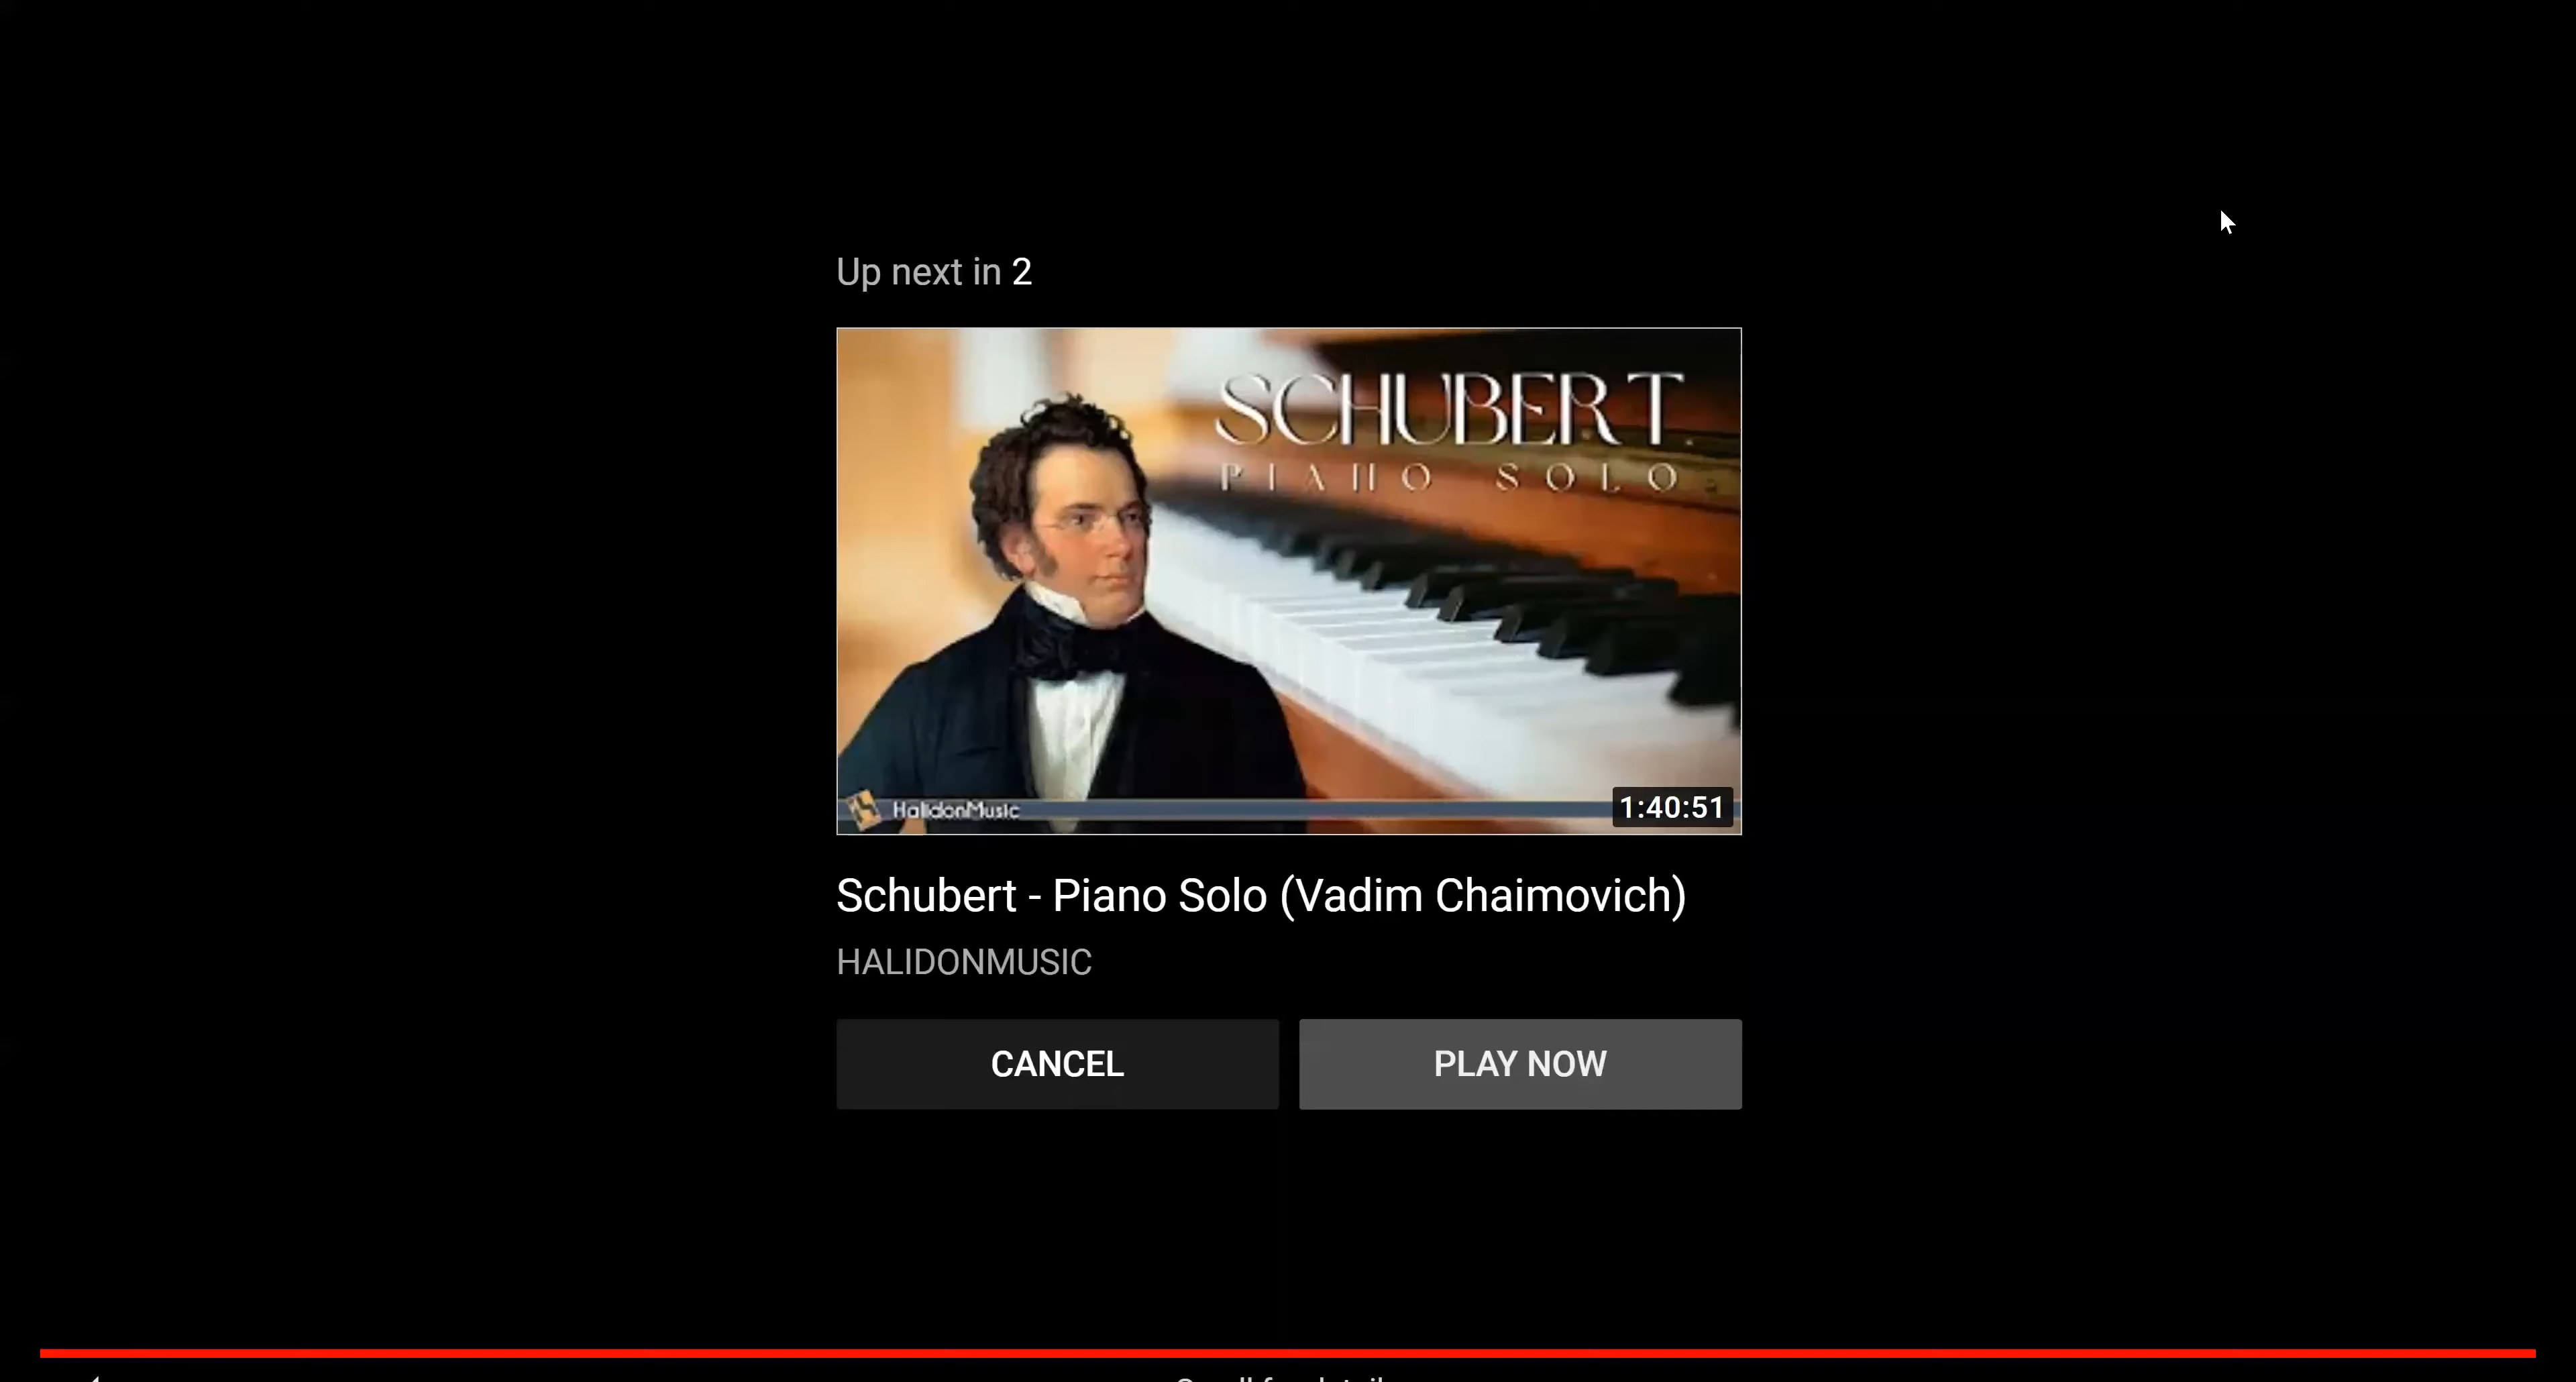 Up next in 2
SCHUBERT
PIANO SOLO
HalidonMusic
1:40:51
Schubert - Piano Solo (Vadim Chaimovich)
HALIDONMUSIC
CANCEL
PLAY NOW